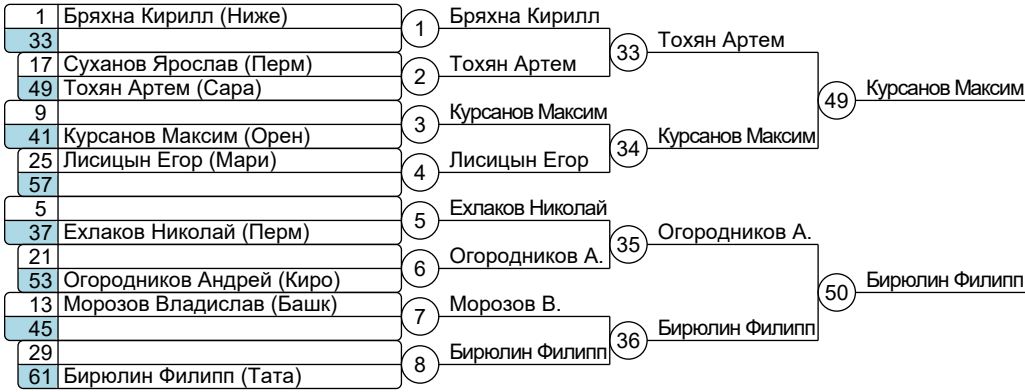 1 Бряхна Кирилл (Ниже)
33
17 Суханов Ярослав (Перм)
49 Тохян Артем (Сара)
9
41 Курсанов Максим (Орен)
25 Лисицын Егор (Мари)
57
5
37 Ехлаков Николай (Перм)
21
53 Огородников Андрей (Киро)
13 Морозов Владислав (Башк)
45
29
61 Бирюлин Филипп (Тата)
1 Бряхна Кирилл
2 Тохян Артем
3 Курсанов Максим
4 Лисицын Егор
5 Ехлаков Николай
6 Огородников А.
7 Морозов В.
8 Бирюлин Филипп
33 Тохян Артем
34 Курсанов Максим
35 Огородников А.
36 Бирюлин Филипп
49 Курсанов Максим
50 Бирюлин Филипп